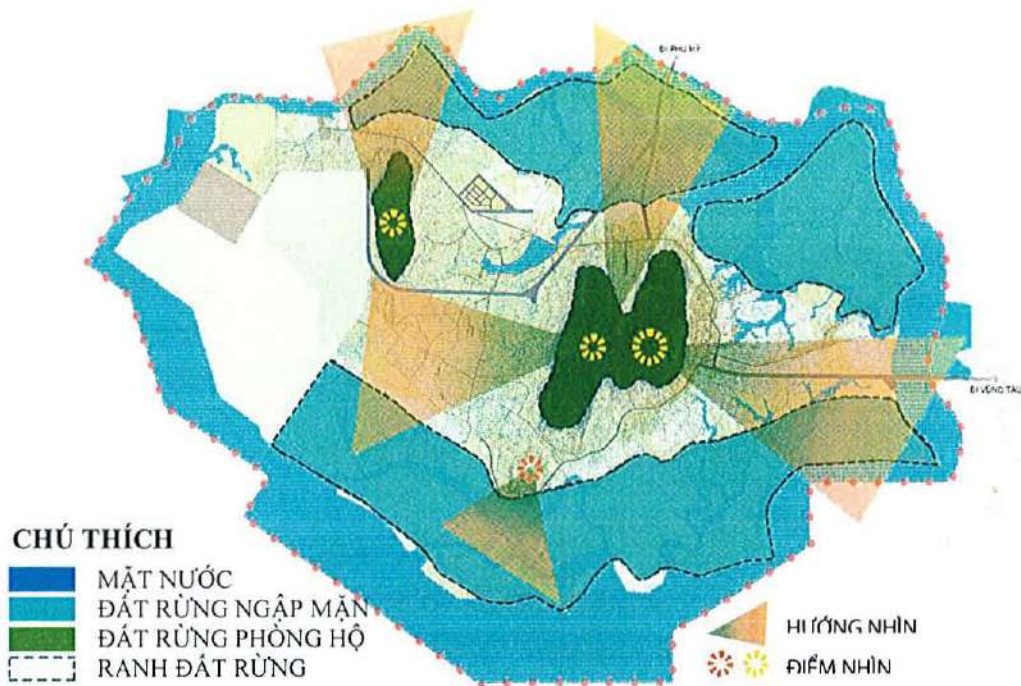 ĐI PHÚ MỸ
ĐI VŨNG TÀU
CHÚ THÍCH
MẶT NƯỚC
ĐẤT RỪNG NGẬP MẶN
ĐẤT RỪNG PHÒNG HỘ
RANH ĐẤT RỪNG
HƯỚNG NHÌN
ĐIỂM NHÌN